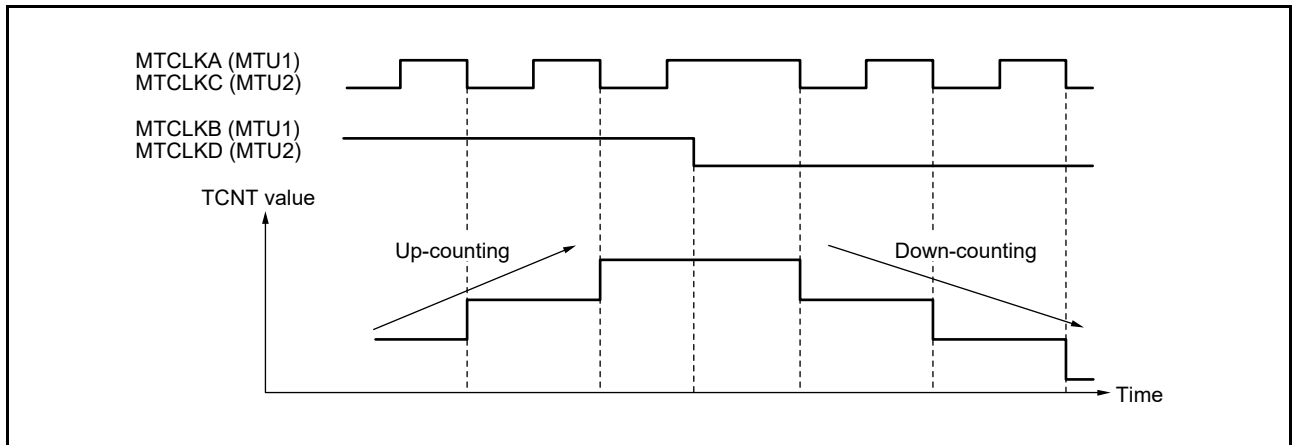 MTCLKA (MTU1)
MTCLKC (MTU2)
MTCLKB (MTU1)
MTCLKD (MTU2)
TCNT value
Up-counting
Down-counting
Time